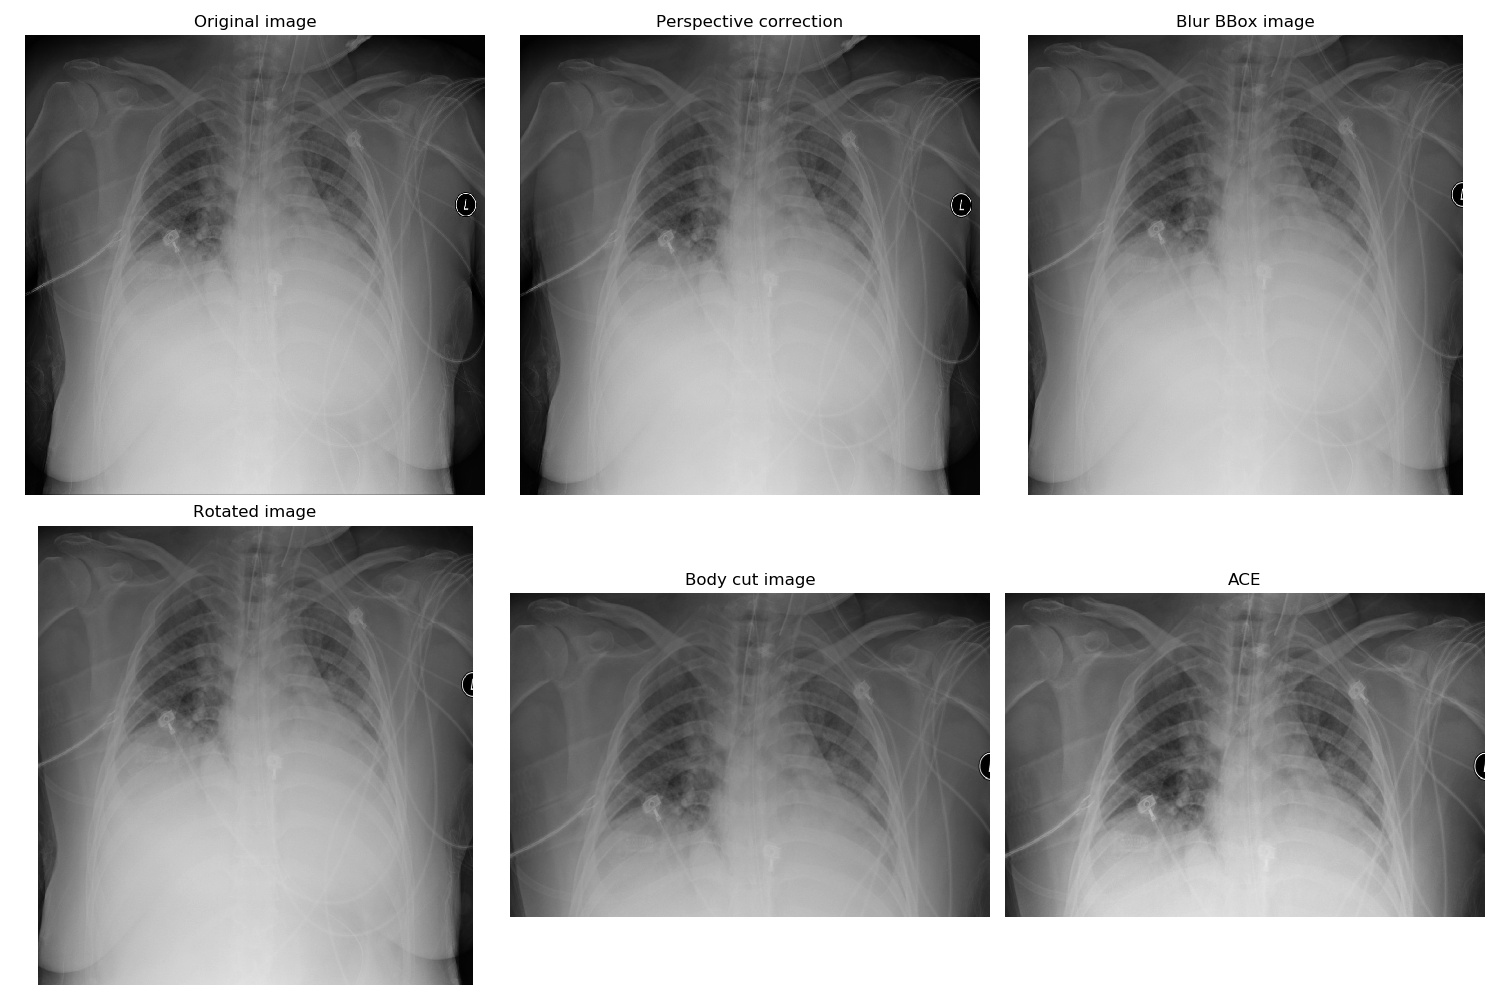 Original image
Perspective correction
Blur BBox image
L
L
Rotated image
Body cut image
ACE